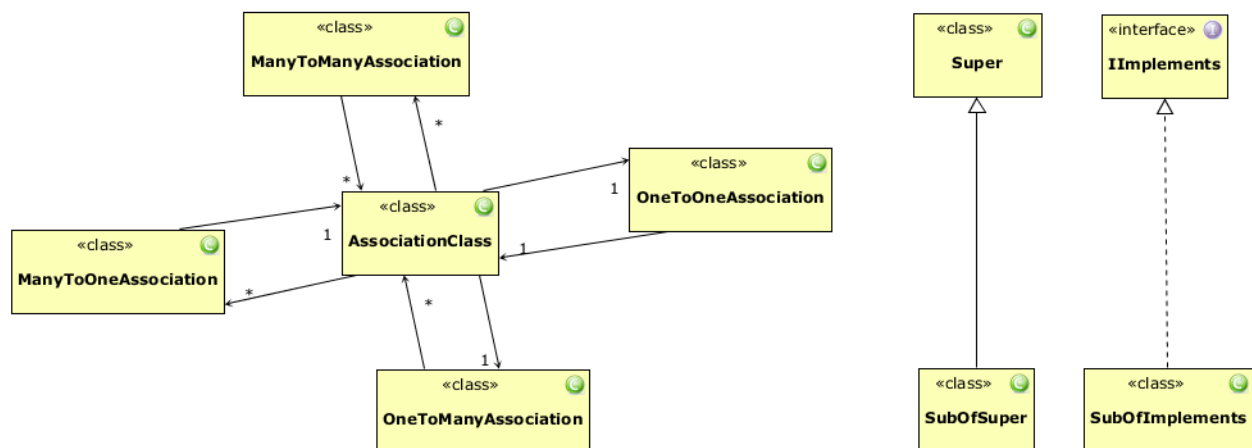 «class» C
ManyToManyAssociation
«class» C
Super
«interface» I
IImplements
*
*
«class» C
OneToOneAssociation
1
«class» C
AssociationClass
1
1
«class» C
ManyToOneAssociation
*
*
1
«class» C
OneToManyAssociation
«class» C
SubOfSuper
«class» C
SubOfImplements